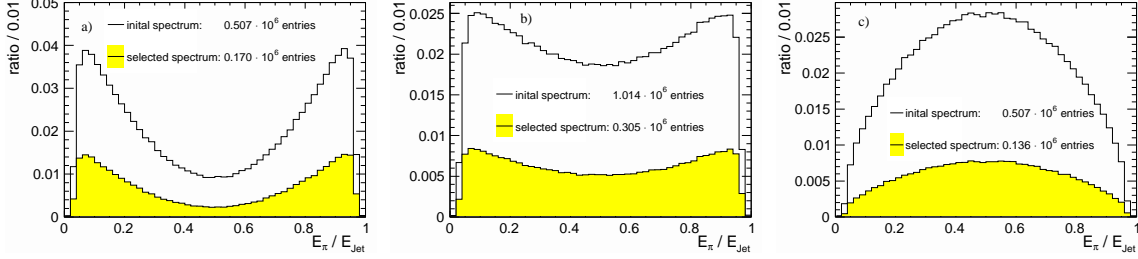 ratio / 0.01
a)
inital spectrum: 0.507 · 10^6 entries
selected spectrum: 0.170 · 10^6 entries
0.05
0.04
0.03
0.02
0.01
0
0 0.2 0.4 0.6 0.8 1
E_π / E_Jet
ratio / 0.01
b)
0.025
0.02
inital spectrum: 1.014 · 10^6 entries
0.015
selected spectrum: 0.305 · 10^6 entries
0.01
0.005
0
0 0.2 0.4 0.6 0.8 1
E_π / E_Jet
ratio / 0.01
c)
0.025
0.02
0.015
inital spectrum: 0.507 · 10^6 entries
selected spectrum: 0.136 · 10^6 entries
0.01
0.005
0
0 0.2 0.4 0.6 0.8 1
E_π / E_Jet